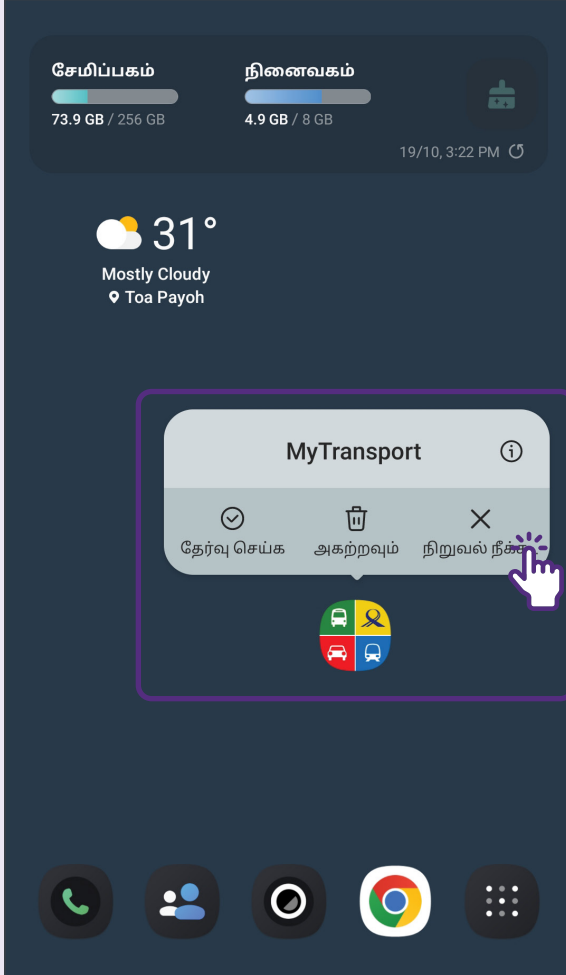 சேமிப்பகம்
நினைவகம்
73.9 GB / 256 GB
4.9 GB / 8 GB
19/10, 3:22 PM
31°
Mostly Cloudy
Toa Payoh
MyTransport
தேர்வு செய்க அகற்றவும் நிறுவல்